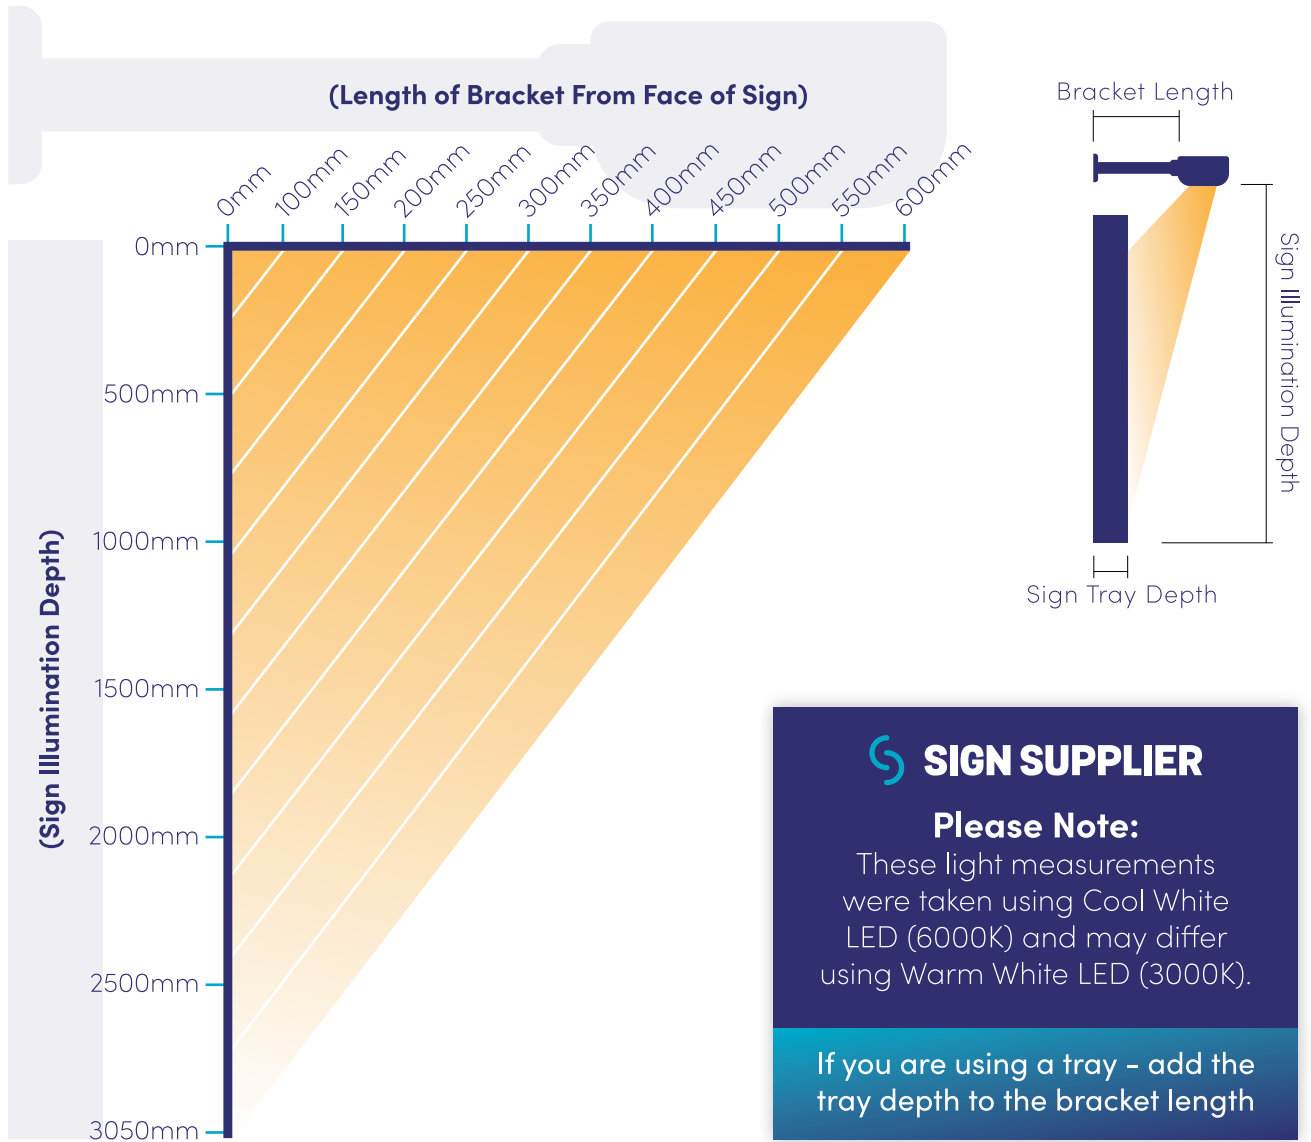 (Length of Bracket From Face of Sign)
0mm
100mm
150mm
200mm
250mm
300mm
350mm
400mm
450mm
500mm
550mm
600mm
(Sign Illumination Depth)
0mm
500mm
1000mm
1500mm
2000mm
2500mm
3050mm
Bracket Length
Sign Illumination Depth
Sign Tray Depth
SIGN SUPPLIER
Please Note:
These light measurements
were taken using Cool White
LED (6000K) and may differ
using Warm White LED (3000K).
If you are using a tray - add the
tray depth to the bracket length